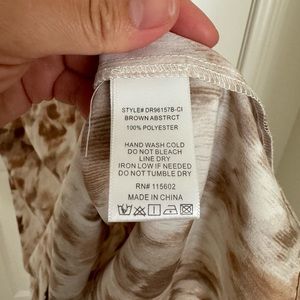 STYLE# DR96157B-CI
BROWN ABSTRCT
100% POLYESTER
HAND WASH COLD
DO NOT BLEACH
LINE DRY
IRON LOW IF NEEDED
DO NOT TUMBLE DRY
RN# 115602
MADE IN CHINA